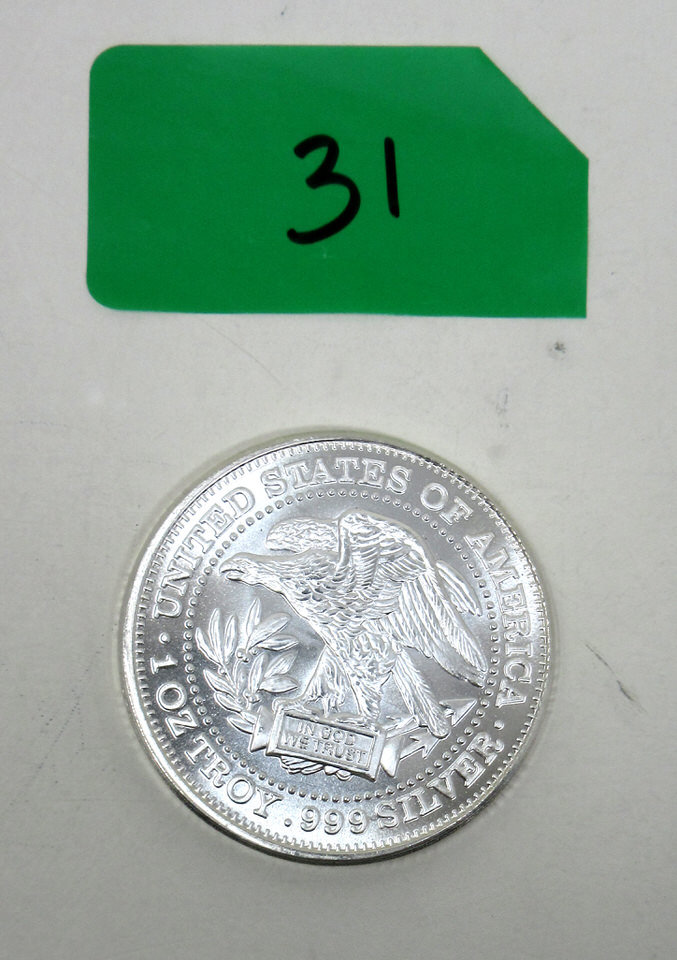 31
UNITED STATES OF AMERICA
1 OZ TROY . 999 SILVER
IN GOD
WE TRUST